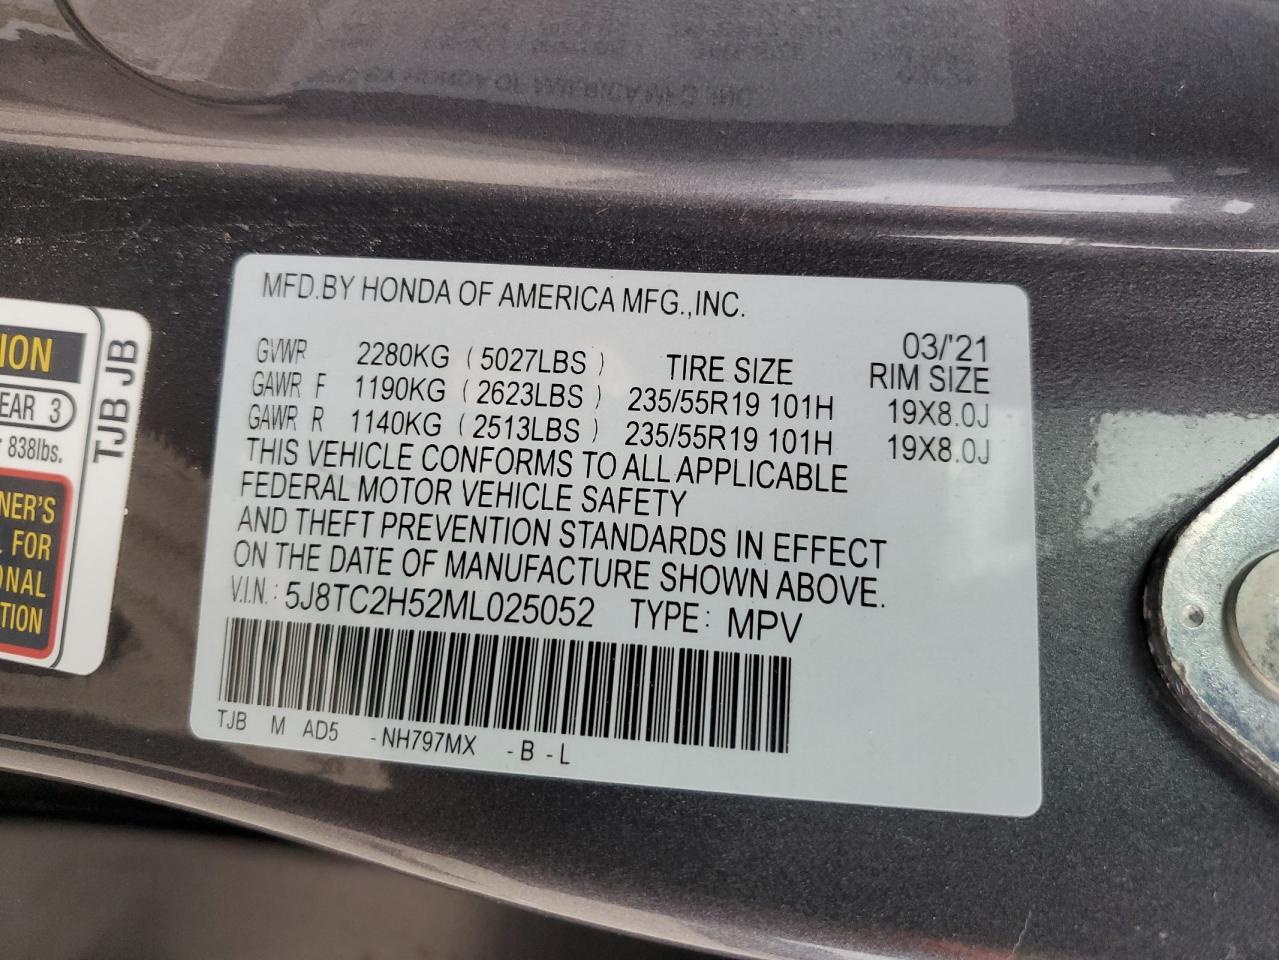 MFD.BY HONDA OF AMERICA MFG.,INC.
03/'21
GVWR 2280KG (5027LBS) TIRE SIZE RIM SIZE
GAWR F 1190KG (2623LBS) 235/55R19 101H 19X8.0J
GAWR R 1140KG (2513LBS) 235/55R19 101H 19X8.0J
THIS VEHICLE CONFORMS TO ALL APPLICABLE
FEDERAL MOTOR VEHICLE SAFETY
AND THEFT PREVENTION STANDARDS IN EFFECT
ON THE DATE OF MANUFACTURE SHOWN ABOVE.
V.I.N.: 5J8TC2H52ML025052 TYPE: MPV
TJB M AD5 -NH797MX -B-L
ION
EAR 3
838lbs.
NER'S
FOR
ONAL
TION
TJB JB